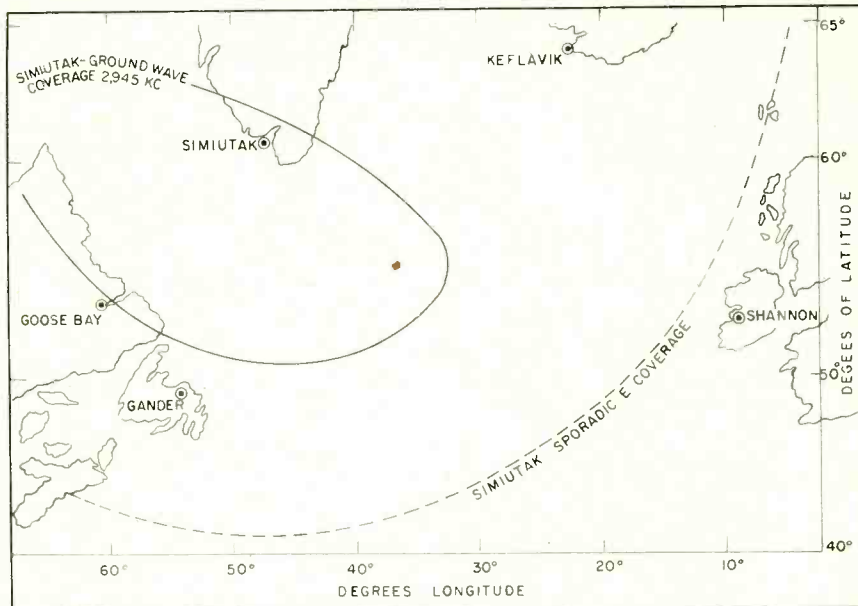 65°
KEFLAVIK
SIMIUTAK-GROUND WAVE
COVERAGE 2,945 KC
SIMIUTAK
60°
GOOSE BAY
SHANNON
GANDER
50°
SIMIUTAK SPORADIC E COVERAGE
DEGREES OF LATITUDE
40°
60°
50°
40°
30°
20°
10°
0°
DEGREES LONGITUDE